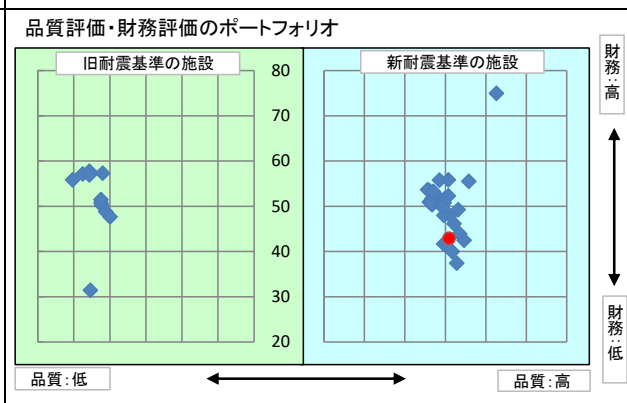 品質評価・財務評価のポートフォリオ
旧耐震基準の施設
新耐震基準の施設
80
70
60
50
40
30
20
財務:高
財務:低
品質:低
品質:高